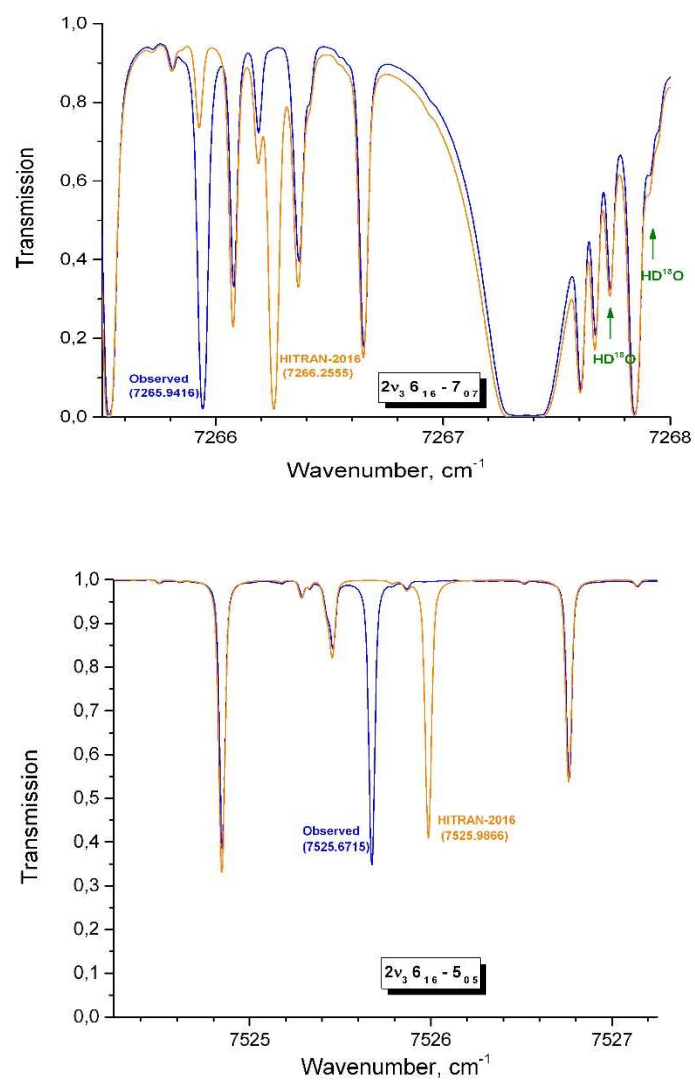 1,0
0,8
0,6
0,4
0,2
0,0
Transmission
Observed
(7265.9416)
HITRAN-2016
(7266.2555)
2ν₃ 6₁₆ - 7₀₇
HD¹⁸O
HD¹⁸O
7266
7267
7268
Wavenumber, cm⁻¹
1,0
0,9
0,8
0,7
0,6
0,5
0,4
0,3
0,2
0,1
0,0
Transmission
Observed
(7525.6715)
HITRAN-2016
(7525.9866)
2ν₃ 6₁₆ - 5₀₅
7525
7526
7527
Wavenumber, cm⁻¹